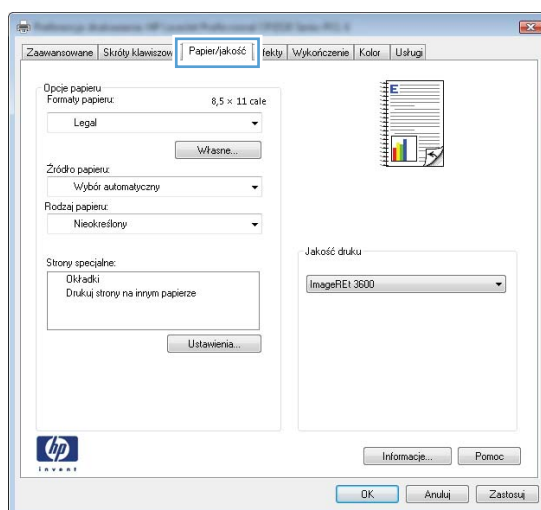 Zaawansowane Skróty klawiszow Papier/jakość fekty Wykończenie Kolor Usługi
Opcje papieru
Formaty papieru: 8,5 × 11 cale
Legal
Własne...
Źródło papieru:
Wybór automatyczny
Rodzaj papieru:
Nieokreślony
Strony specjalne:
Okładki
Drukuj strony na innym papierze
Ustawienia...
E
Jakość druku
ImageREt 3600
hp
invent
Informacje... Pomoc
OK Anuluj Zastosuj